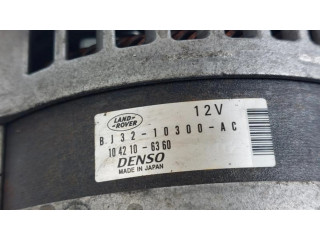 LAND-
ROVER
12V
BJ32-10300-AC
104210-6360
DENSO
MADE IN JAPAN